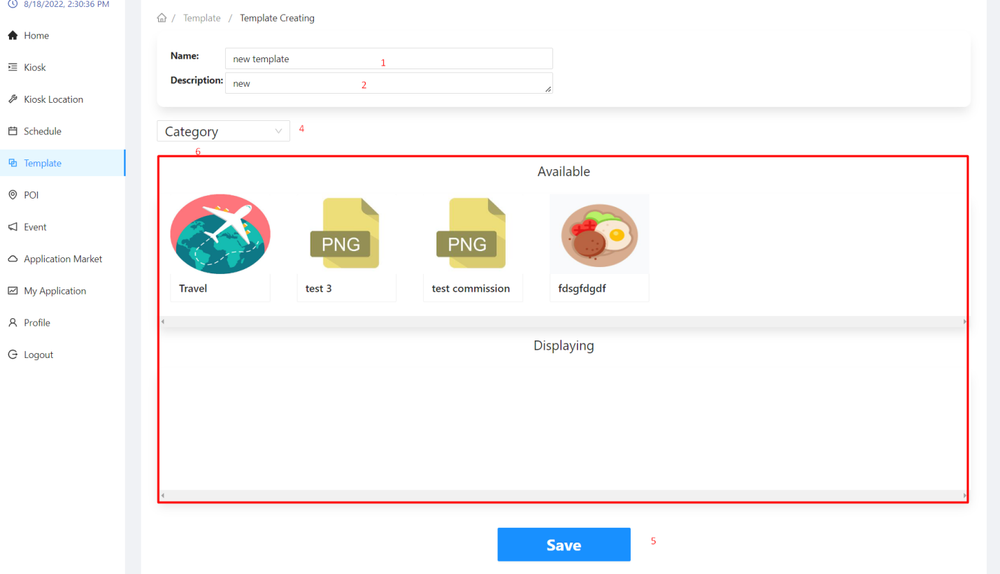 8/18/2022, 2:30:36 PM
Home
Kiosk
Kiosk Location
Schedule
Template
POI
Event
Application Market
My Application
Profile
Logout
/ Template / Template Creating
Name: new template 1
Description: new 2
Category 4
6
Available
PNG PNG
Travel test 3 test commission fdsgfdgdf
Displaying
Save 5